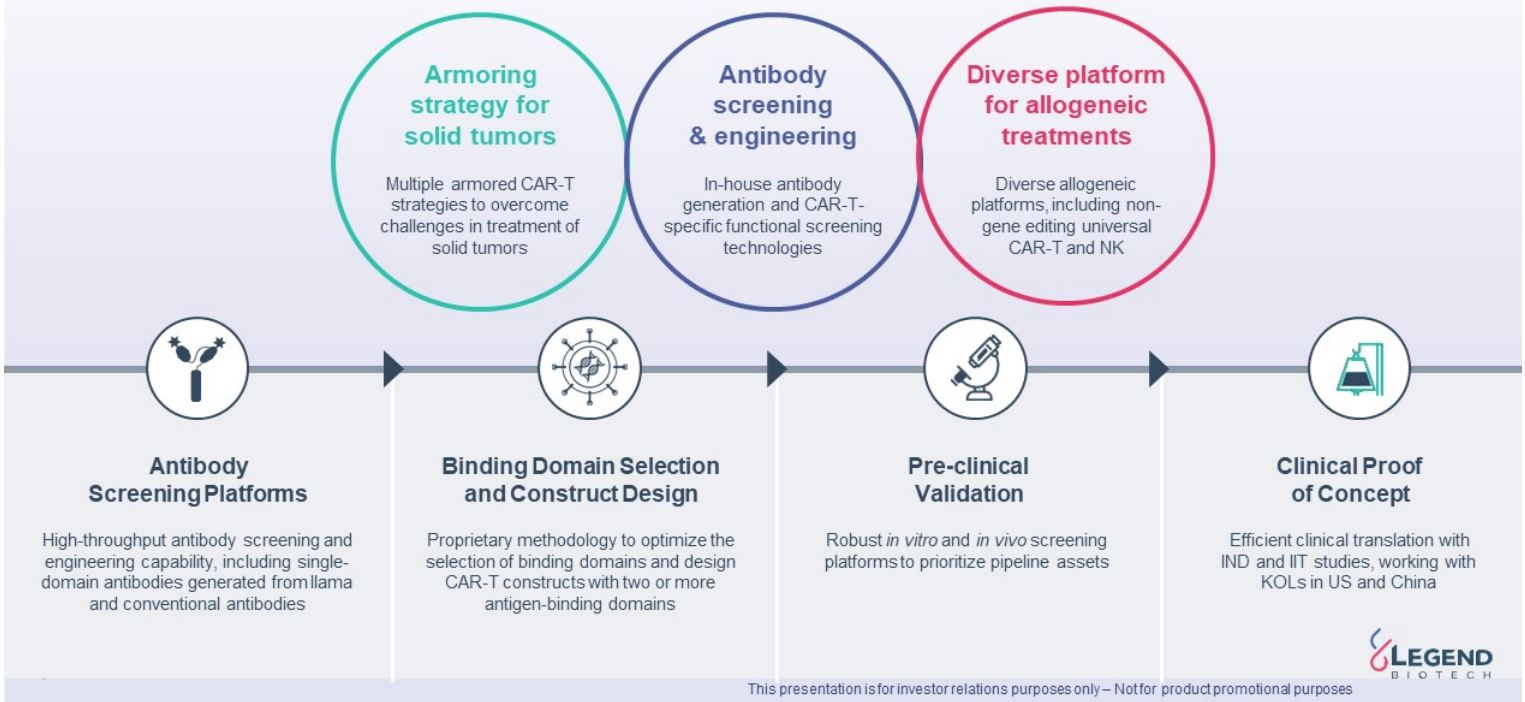 Armoring
strategy for
solid tumors
Multiple armored CAR-T
strategies to overcome
challenges in treatment of
solid tumors
Antibody
screening
& engineering
In-house antibody
generation and CAR-T-
specific functional screening
technologies
Diverse platform
for allogeneic
treatments
Diverse allogeneic
platforms, including non-
gene editing universal
CAR-T and NK
Antibody
Screening Platforms
High-throughput antibody screening and
engineering capability, including single-
domain antibodies generated from llama
and conventional antibodies
Binding Domain Selection
and Construct Design
Proprietary methodology to optimize the
selection of binding domains and design
CAR-T constructs with two or more
antigen-binding domains
Pre-clinical
Validation
Robust in vitro and in vivo screening
platforms to prioritize pipeline assets
Clinical Proof
of Concept
Efficient clinical translation with
IND and IIT studies, working with
KOLs in US and China
LEGEND
BIOTECH
This presentation is for investor relations purposes only – Not for product promotional purposes